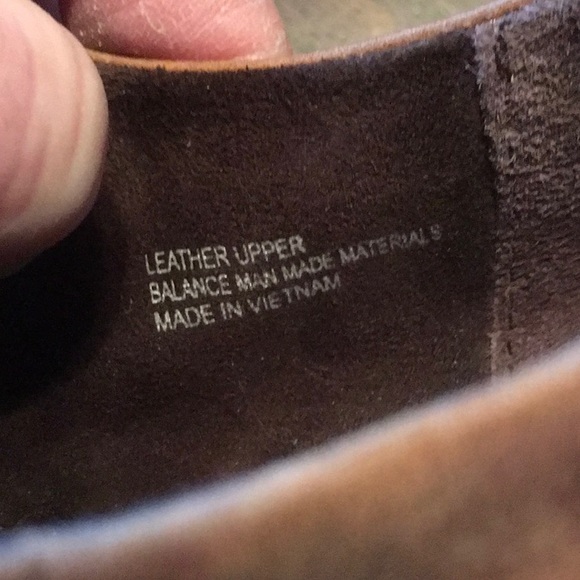 LEATHER UPPER
BALANCE MAN MADE MATERIALS
MADE IN VIETNAM